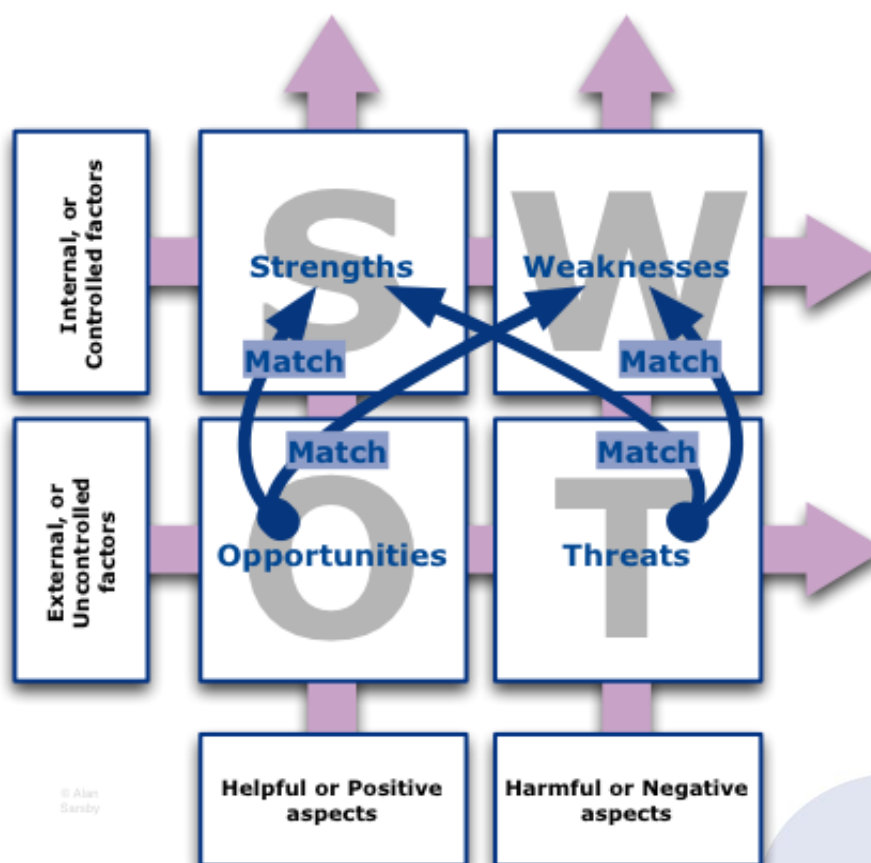 Internal, or
Controlled factors
S
W
Strengths
Weaknesses
Match
Match
External, or
Uncontrolled
factors
Match
Match
O
T
Opportunities
Threats
Helpful or Positive
aspects
Harmful or Negative
aspects
© Alan
Sarsby